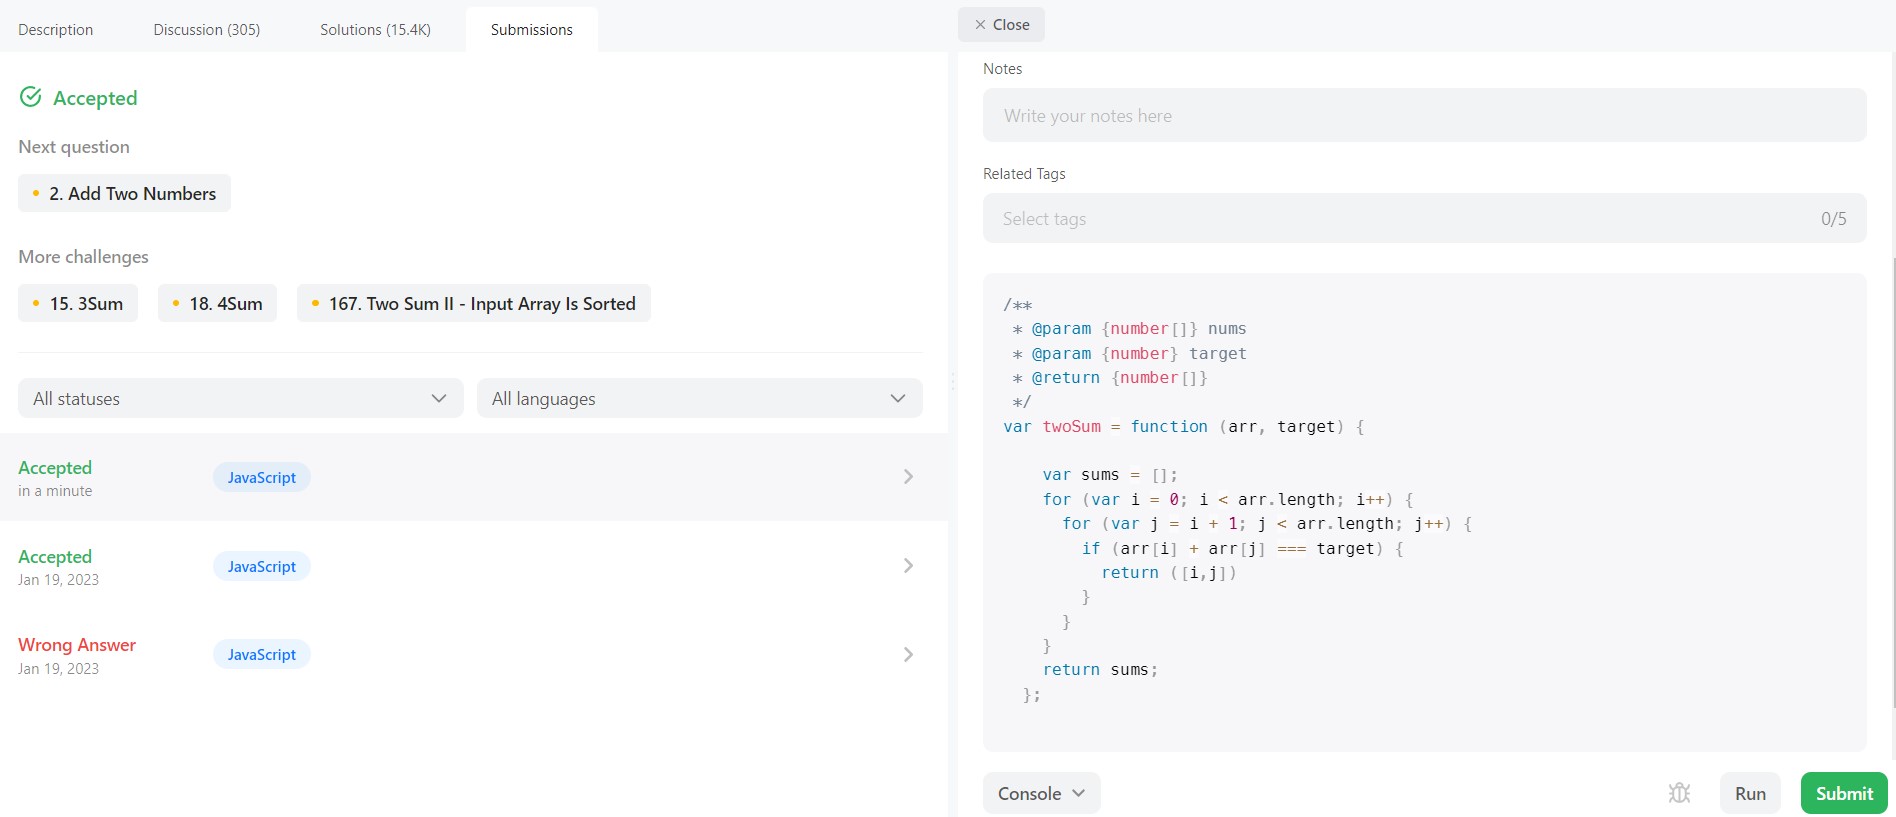 Description
Discussion (305)
Solutions (15.4K)
Submissions
Accepted
Next question
2. Add Two Numbers
More challenges
15. 3Sum
18. 4Sum
167. Two Sum II - Input Array Is Sorted
All statuses
All languages
Accepted
in a minute
JavaScript
Accepted
Jan 19, 2023
JavaScript
Wrong Answer
Jan 19, 2023
JavaScript
× Close
Notes
Write your notes here
Related Tags
Select tags
0/5
/**
 * @param {number[]} nums
 * @param {number} target
 * @return {number[]}
 */
var twoSum = function (arr, target) {
    var sums = [];
    for (var i = 0; i < arr.length; i++) {
      for (var j = i + 1; j < arr.length; j++) {
        if (arr[i] + arr[j] === target) {
          return ([i,j])
        }
      }
    }
    return sums;
  };
Console
Run
Submit